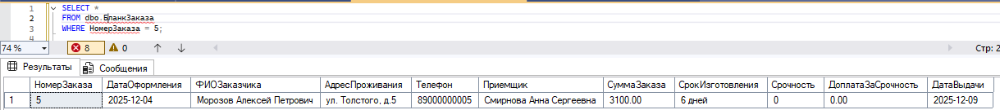 1 SELECT *
2 FROM dbo.БланкЗаказа
3 WHERE НомерЗаказа = 5;
4
74 % 8 0 Стр: 2
Результаты Сообщения
НомерЗаказа ДатаОформления ФИОЗаказчика АдресПроживания Телефон Приемщик СуммаЗаказа СрокИзготовления Срочность ДоплатаЗаСрочность ДатаВыдачи
1 5 2025-12-04 Морозов Алексей Петрович ул. Толстого, д.5 89000000005 Смирнова Анна Сергеевна 3100.00 6 дней 0 0.00 2025-12-09